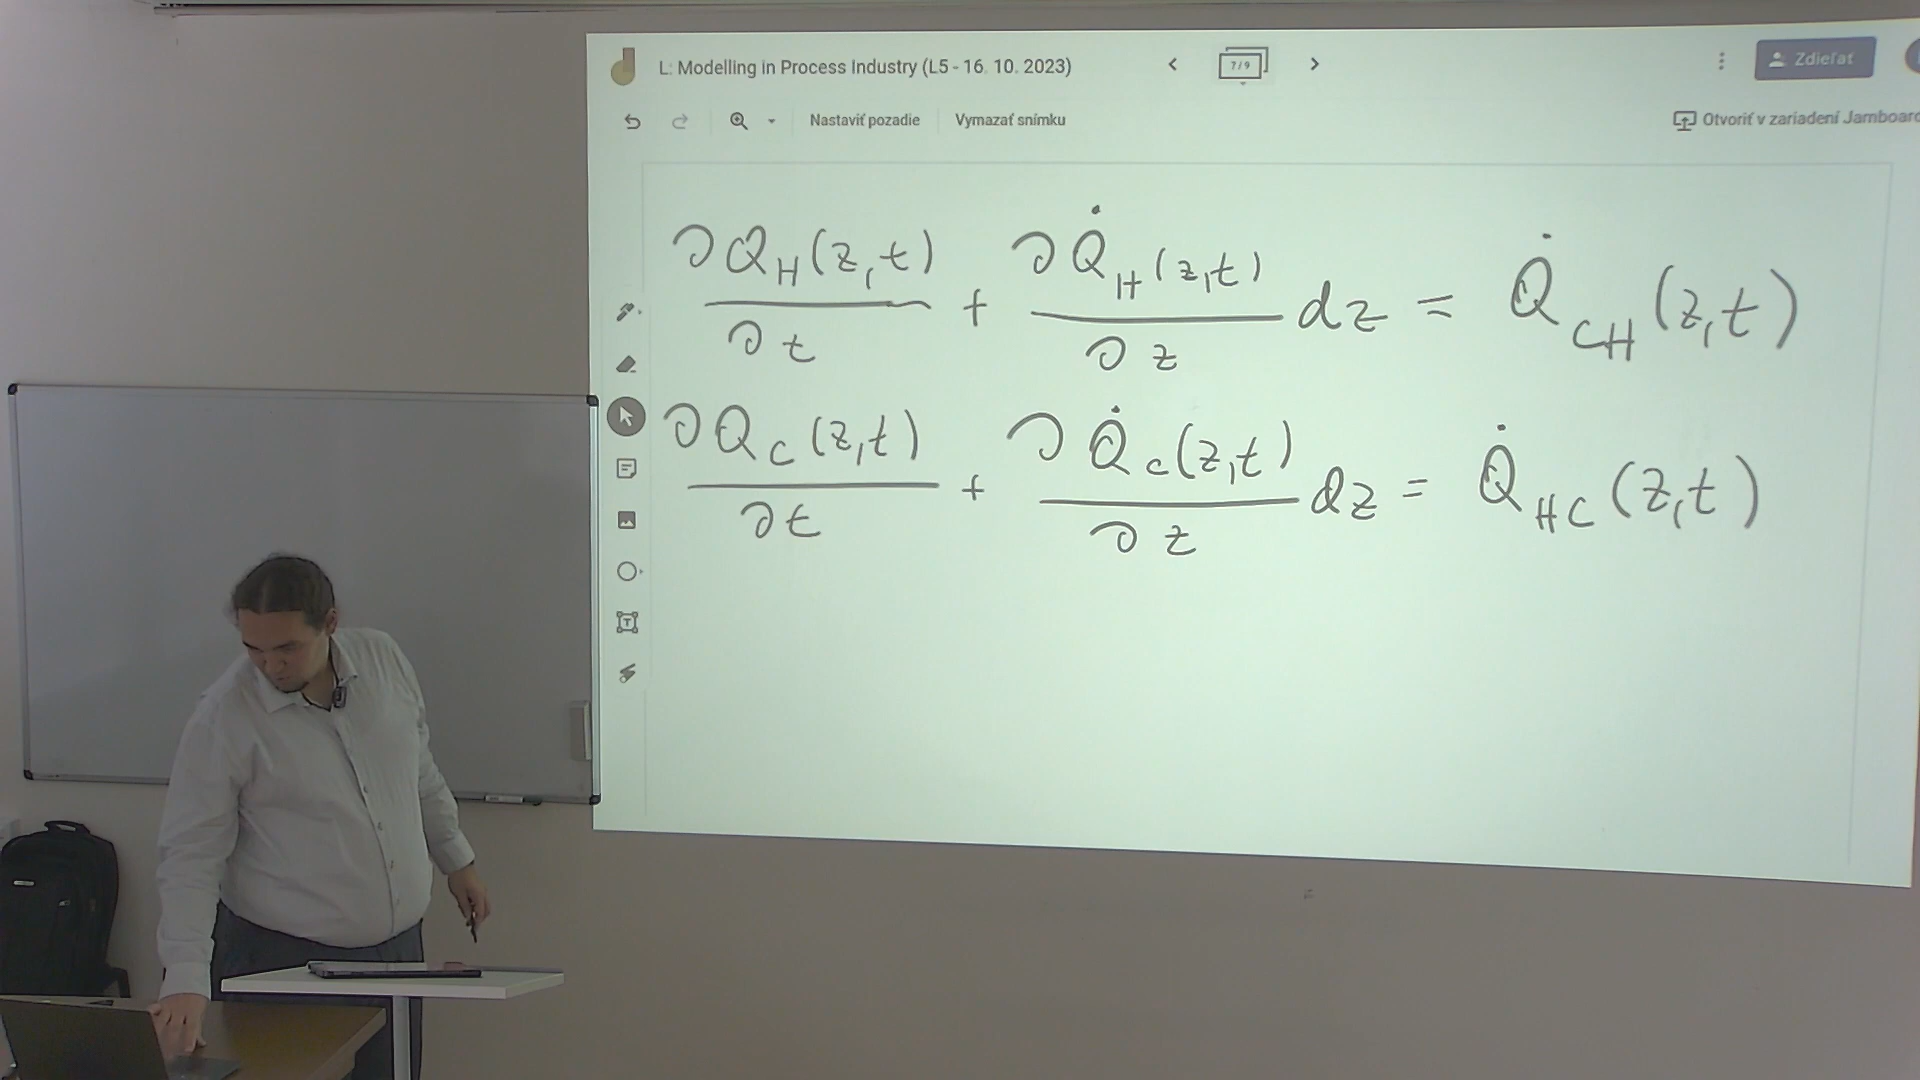 L: Modelling in Process Industry (L5 - 16. 10. 2023)
7/9
Zdieľať
Nastaviť pozadie
Vymazať snímku
Otvoriť v zariadení Jamboard
∂Q_H(z,t)/∂t + ∂Q̇_H(z,t)/∂z dz = Q̇_CH(z,t)
∂Q_C(z,t)/∂t + ∂Q̇_C(z,t)/∂z dz = Q̇_HC(z,t)